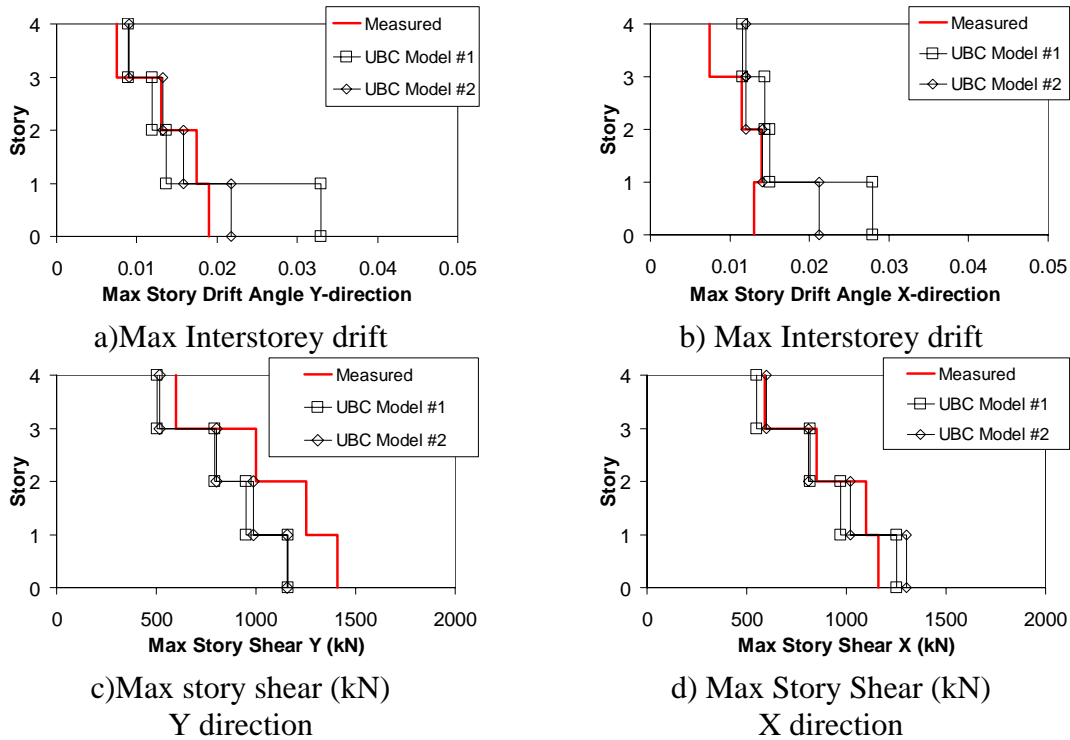 4
3
2
1
0
Story
0 0.01 0.02 0.03 0.04 0.05
Max Story Drift Angle Y-direction
Measured
UBC Model #1
UBC Model #2
a)Max Interstorey drift
4
3
2
1
0
Story
0 0.01 0.02 0.03 0.04 0.05
Max Story Drift Angle X-direction
Measured
UBC Model #1
UBC Model #2
b) Max Interstorey drift
4
3
2
1
0
Story
0 500 1000 1500 2000
Max Story Shear Y (kN)
Measured
UBC Model #1
UBC Model #2
c)Max story shear (kN)
Y direction
4
3
2
1
0
Story
0 500 1000 1500 2000
Max Story Shear X (kN)
Measured
UBC Model #1
UBC Model #2
d) Max Story Shear (kN)
X direction